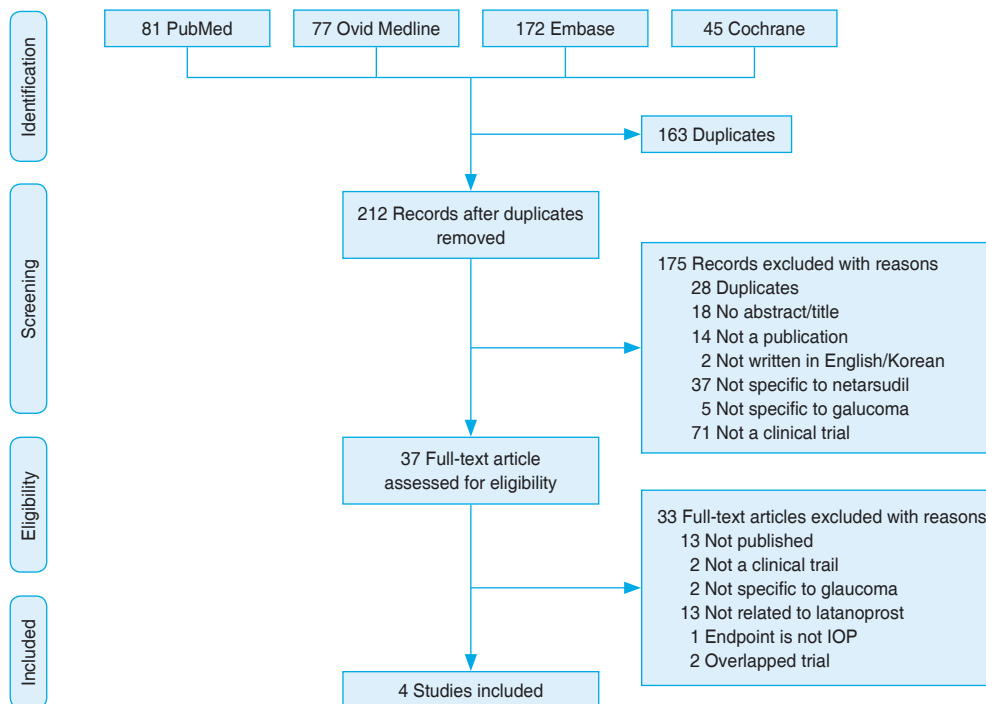 Identification
81 PubMed
77 Ovid Medline
172 Embase
45 Cochrane
163 Duplicates
Screening
212 Records after duplicates
removed
175 Records excluded with reasons
28 Duplicates
18 No abstract/title
14 Not a publication
2 Not written in English/Korean
37 Not specific to netarsudil
5 Not specific to galucoma
71 Not a clinical trial
Eligibility
37 Full-text article
assessed for eligibility
33 Full-text articles excluded with reasons
13 Not published
2 Not a clinical trail
2 Not specific to glaucoma
13 Not related to latanoprost
1 Endpoint is not IOP
2 Overlapped trial
Included
4 Studies included